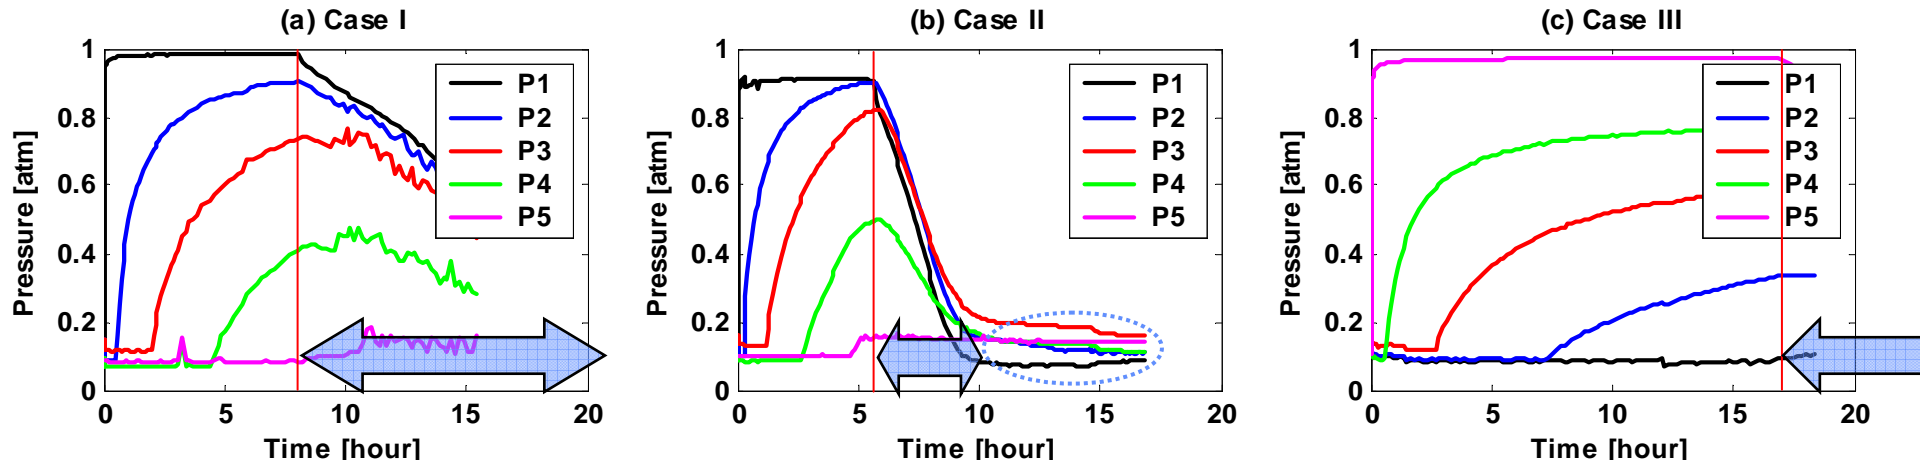 (a) Case I
Pressure [atm]
1
0.8
0.6
0.4
0.2
0
0
5
10
15
20
Time [hour]
P1
P2
P3
P4
P5
(b) Case II
Pressure [atm]
1
0.8
0.6
0.4
0.2
0
0
5
10
15
20
Time [hour]
P1
P2
P3
P4
P5
(c) Case III
Pressure [atm]
1
0.8
0.6
0.4
0.2
0
0
5
10
15
20
Time [hour]
P1
P2
P3
P4
P5